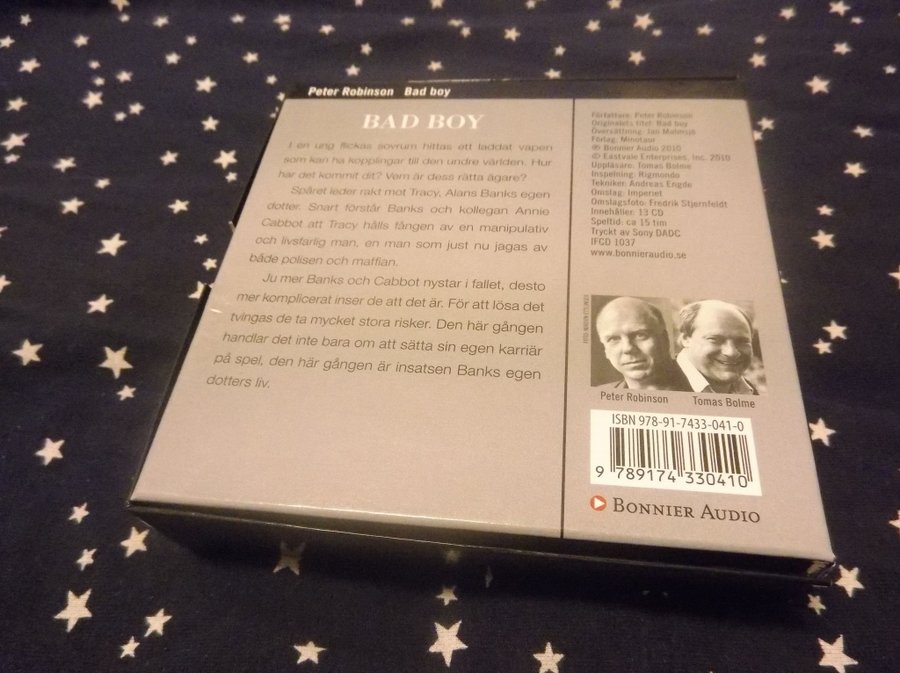 Peter Robinson Bad boy
BAD BOY
I en ung flickas sovrum hittas ett laddat vapen
som kan ha kopplingar till den undre världen. Hur
har det kommit dit? Vem är dess rätta ägare?
Spåret leder rakt mot Tracy, Alans Banks egen
dotter. Snart förstår Banks och kollegan Annie
Cabbot att Tracy hålls fången av en manipulativ
och livsfarlig man, en man som just nu jagas av
både polisen och maffian.
Ju mer Banks och Cabbot nystar i fallet, desto
mer komplicerat inser de att det är. För att lösa det
tvingas de ta mycket stora risker. Den här gången
handlar det inte bara om att sätta sin egen karriär
på spel, den här gången är insatsen Banks egen
dotters liv.
Författare: Peter Robinson
Originalets titel: Bad boy
Översättning: Jan Malmsjö
Förlag: Minotaur
℗ Bonnier Audio 2010
© Eastvale Enterprises, Inc. 2010
Uppläsare: Tomas Bolme
Inspelning: Rigmondo
Tekniker: Andreas Engde
Omslag: Imperiet
Omslagsfoto: Fredrik Stjernfeldt
Innehåller: 13 CD
Speltid: ca 15 tim
Tryckt av Sony DADC
IFCD 1037
www.bonnieraudio.se
Peter Robinson
Tomas Bolme
ISBN 978-91-7433-041-0
9 789174 330410
BONNIER AUDIO